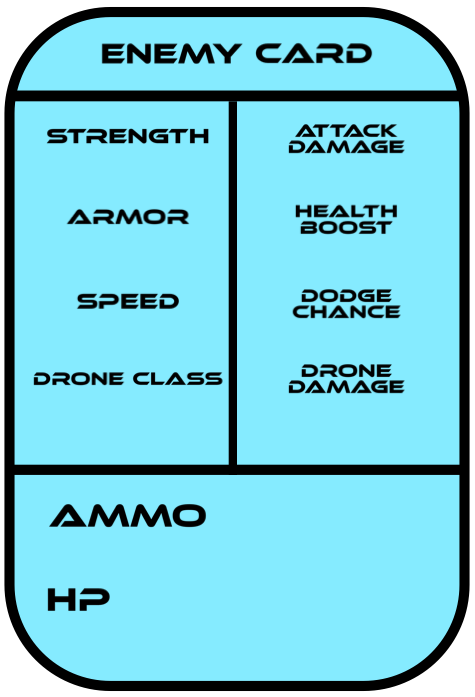 ENEMY CARD
STRENGTH
ATTACK
DAMAGE
ARMOR
HEALTH
BOOST
SPEED
DODGE
CHANCE
DRONE CLASS
DRONE
DAMAGE
AMMO
HP